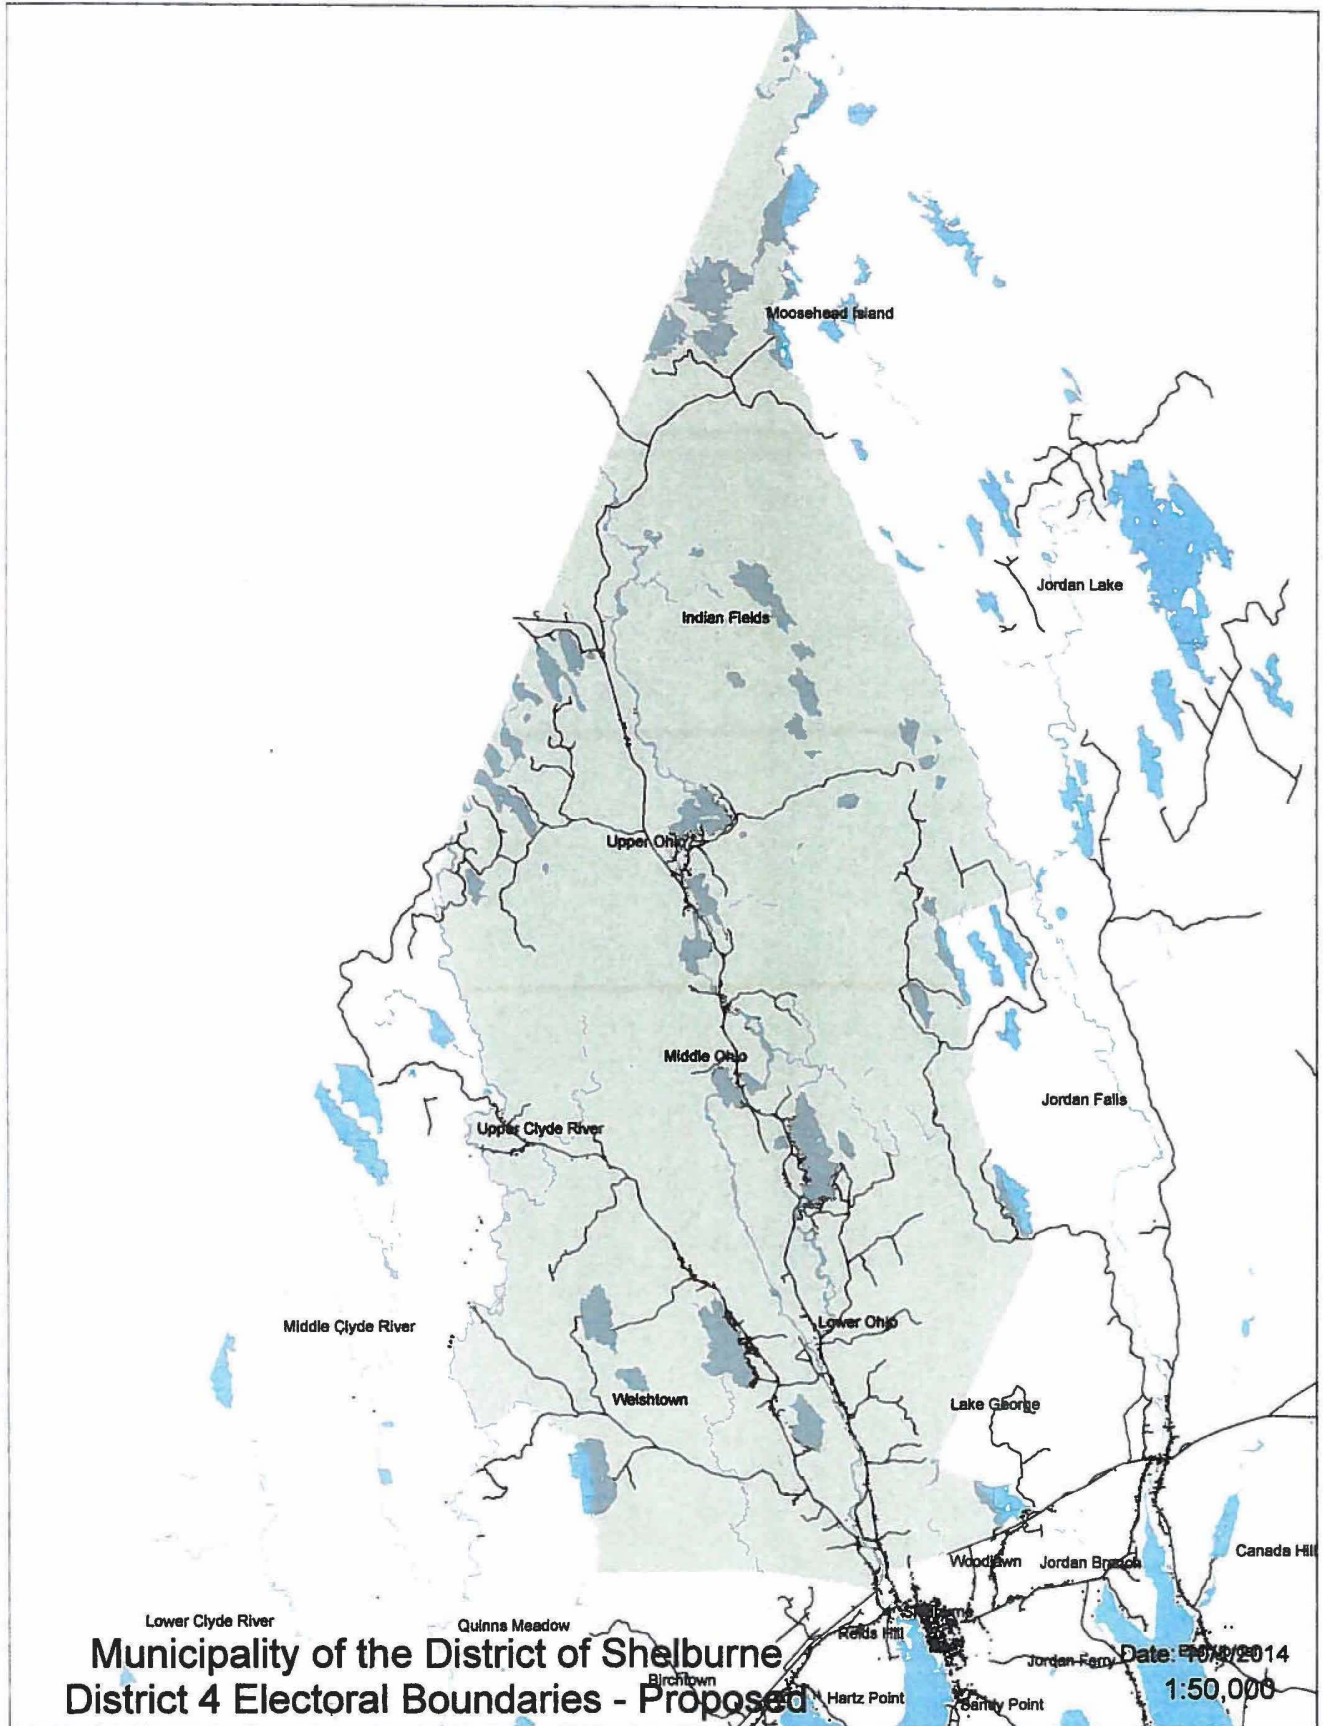 Moosehead Island
Jordan Lake
Indian Fields
Upper Ohio
Middle Ohio
Jordan Falls
Upper Clyde River
Middle Clyde River
Lower Ohio
Welshtown
Lake George
Woodlawn
Jordan Branch
Canada Hill
Shelburne
Lower Clyde River
Quinns Meadow
Reids Hill
Municipality of the District of Shelburne
Jordan Ferry
Date:
2014
Birchtown
District 4 Electoral Boundaries - Proposed
Hartz Point
Sandy Point
1:50,000